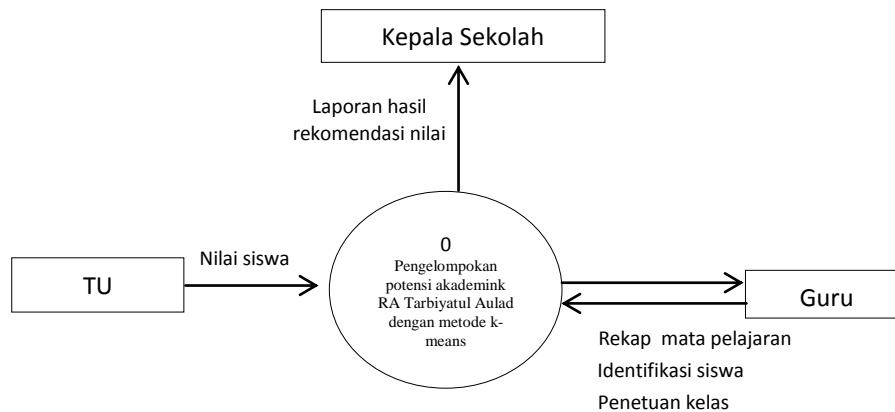 Kepala Sekolah
Laporan hasil
rekomendasi nilai
TU
Nilai siswa
0
Pengelompokan
potensi akademink
RA Tarbiyatul Aulad
dengan metode k-
means
Guru
Rekap mata pelajaran
Identifikasi siswa
Penetuan kelas